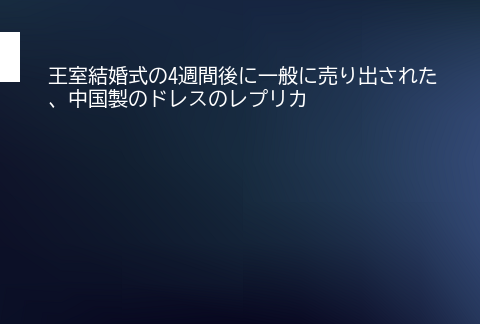 王室結婚式の4週間後に一般に売り出された
、中国製のドレスのレプリカ